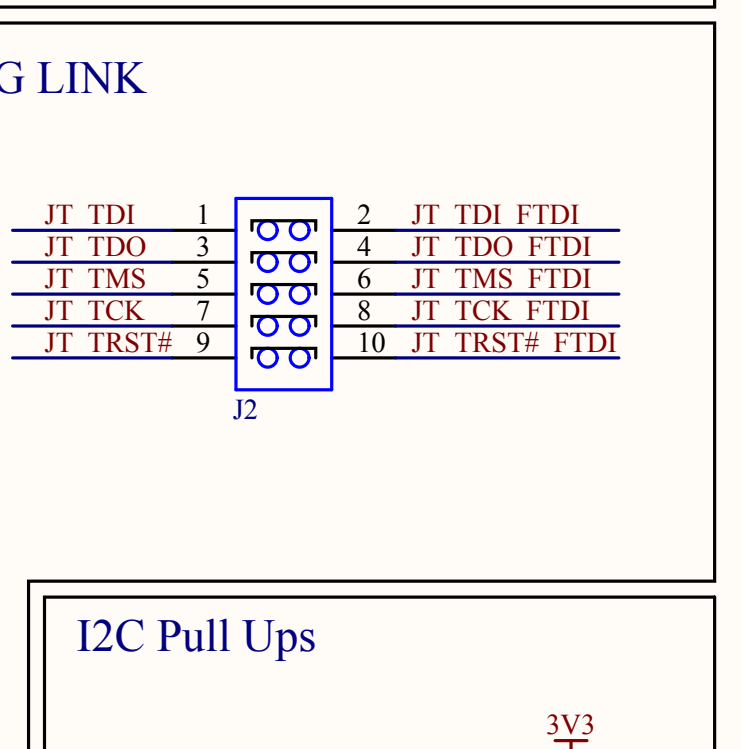 G LINK
JT TDI 1 2 JT TDI FTDI
JT TDO 3 4 JT TDO FTDI
JT TMS 5 6 JT TMS FTDI
JT TCK 7 8 JT TCK FTDI
JT TRST# 9 10 JT TRST# FTDI
J2
I2C Pull Ups
3V3